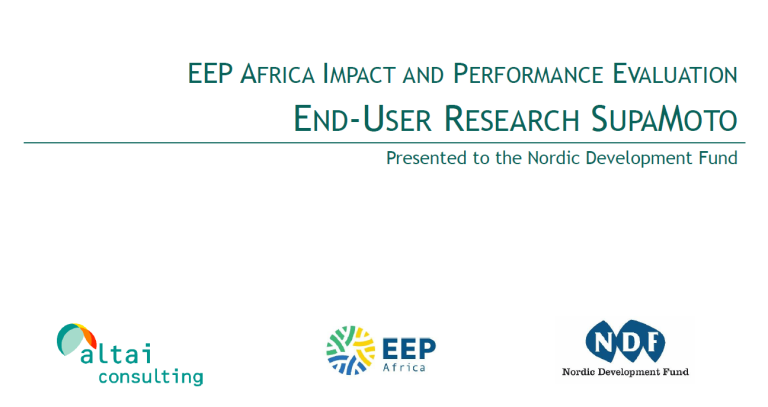 EEP AFRICA IMPACT AND PERFORMANCE EVALUATION
END-USER RESEARCH SUPAMOTO
Presented to the Nordic Development Fund
altai
consulting
EEP
Africa
NDF
Nordic Development Fund